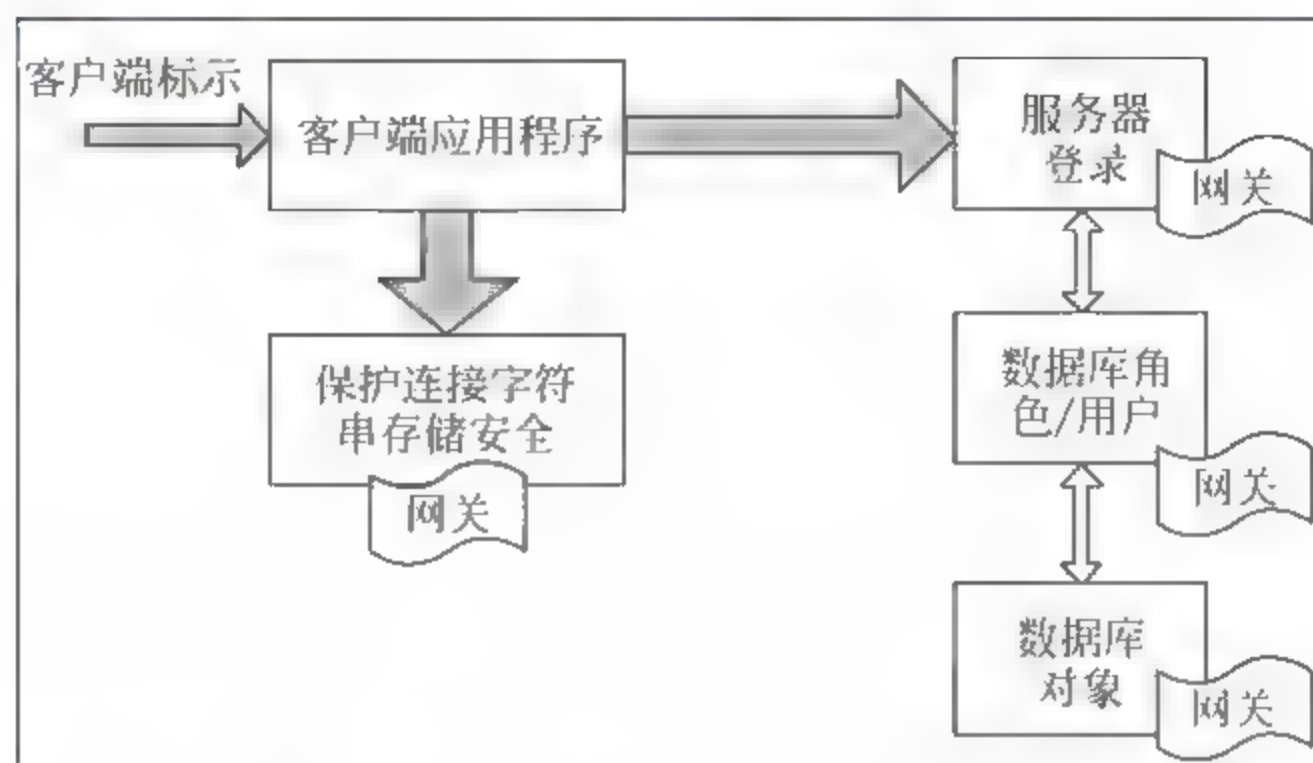 客户端标示
客户端应用程序
服务器
登录
网关
保护连接字符
串存储安全
网关
数据库角
色/用户
网关
数据库
对象
网关